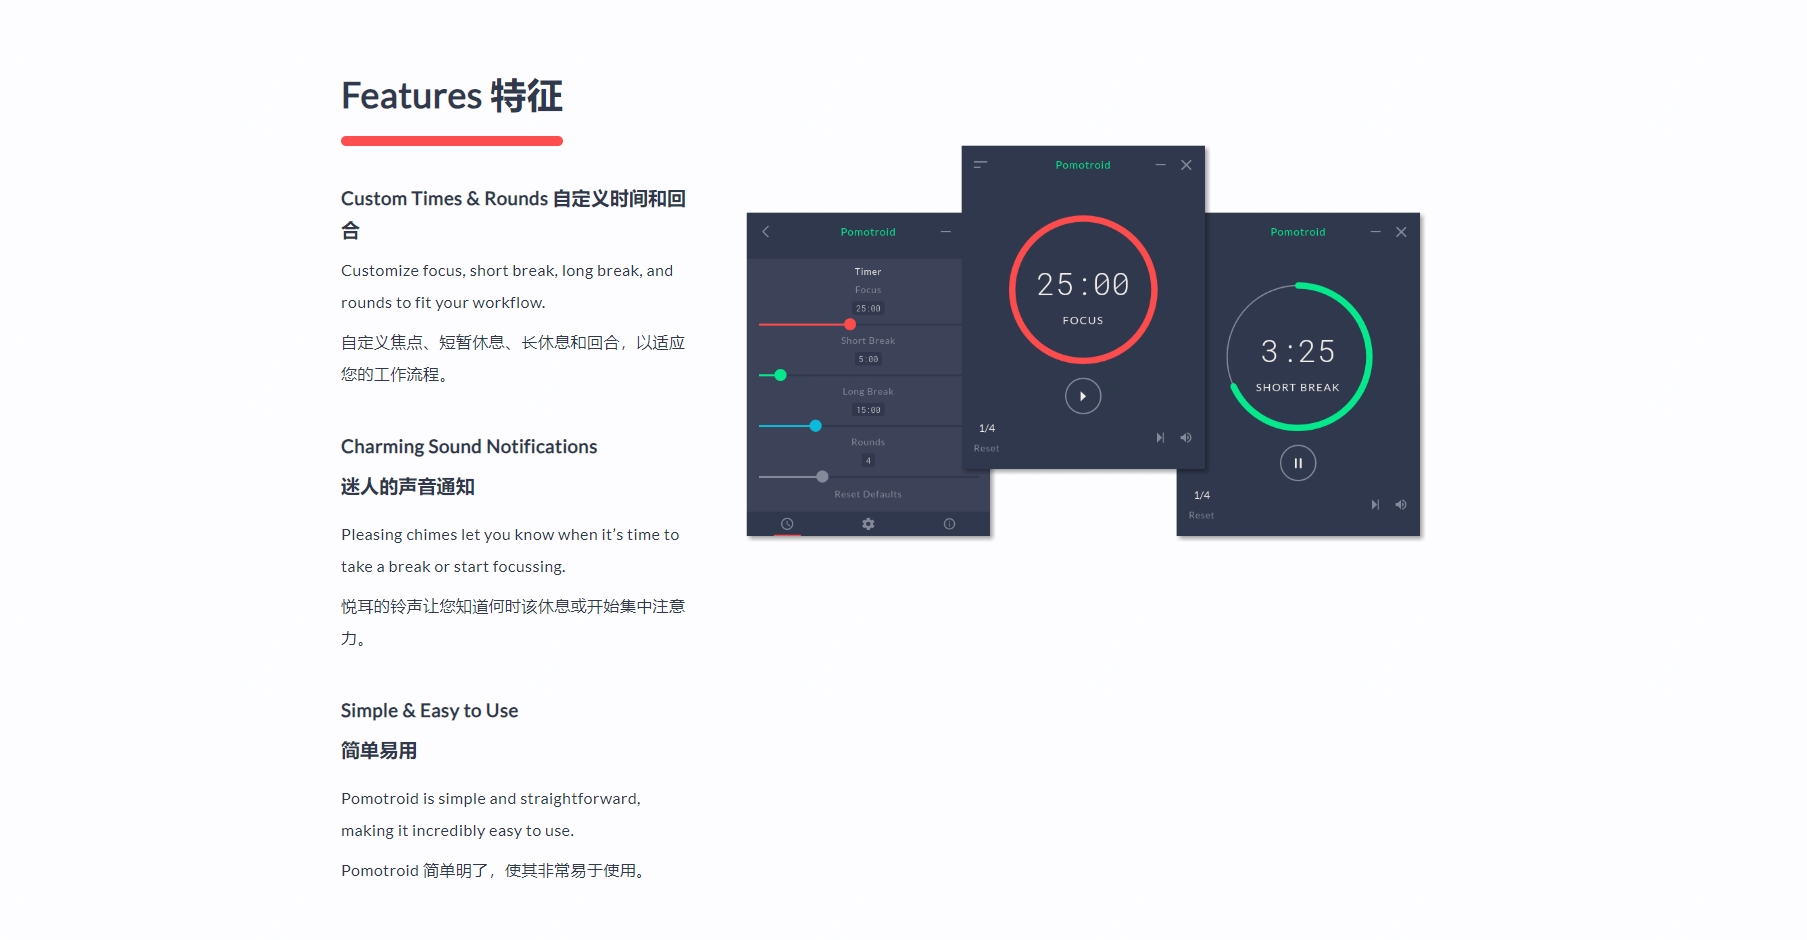 Features 特征
Custom Times & Rounds 自定义时间和回
合
Customize focus, short break, long break, and
rounds to fit your workflow.
自定义焦点、短暂休息、长休息和回合，以适应
您的工作流程。
Charming Sound Notifications
迷人的声音通知
Pleasing chimes let you know when it’s time to
take a break or start focussing.
悦耳的铃声让您知道何时该休息或开始集中注意
力。
Simple & Easy to Use
简单易用
Pomotroid is simple and straightforward,
making it incredibly easy to use.
Pomotroid 简单明了，使其非常易于使用。
Pomotroid
Timer
Focus
25:00
Short Break
5:00
Long Break
15:00
Rounds
4
Reset Defaults
Pomotroid
25:00
FOCUS
1/4
Reset
Pomotroid
3:25
SHORT BREAK
1/4
Reset